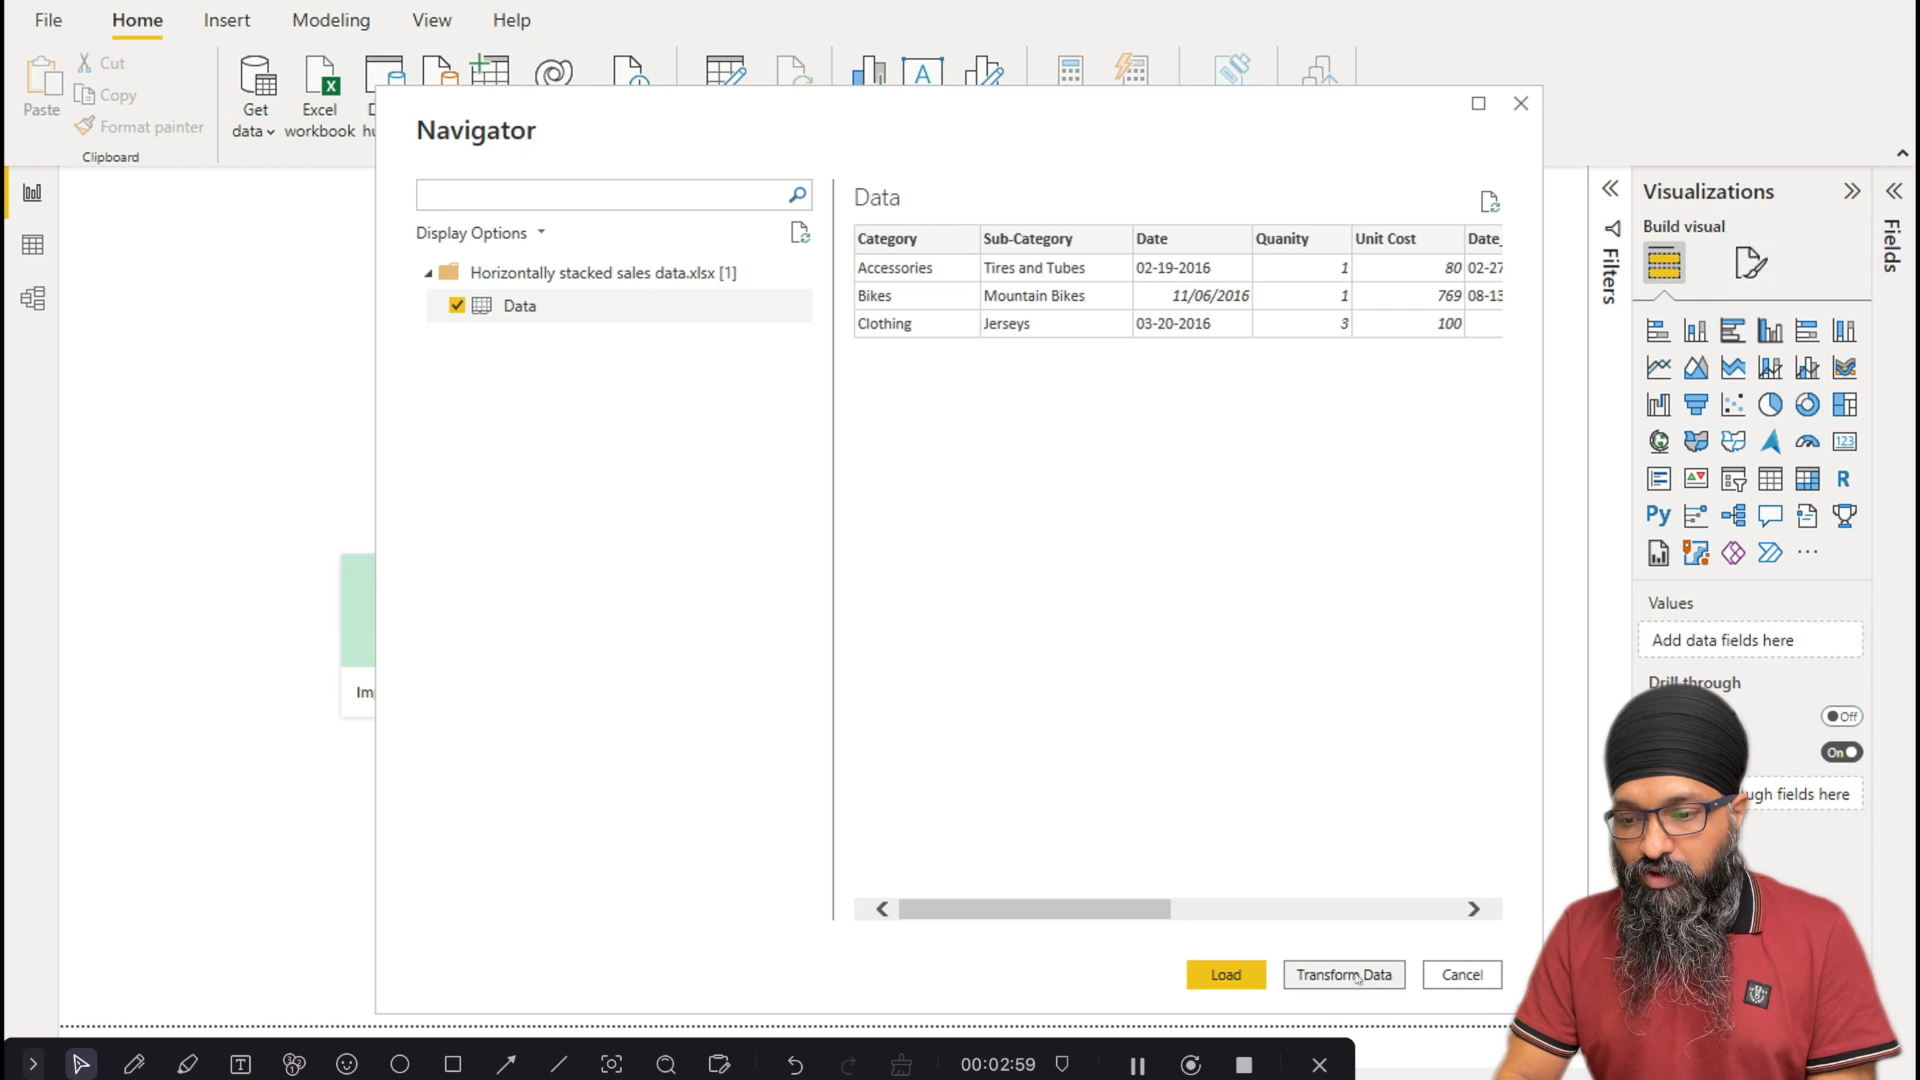 File Home Insert Modeling View Help
Paste
Cut
Copy
Format painter
Clipboard
Get data
Excel workbook
Navigator
Display Options
Horizontally stacked sales data.xlsx [1]
Data
Data
Category Sub-Category Date Quanity Unit Cost Date_
Accessories Tires and Tubes 02-19-2016 1 80 02-27
Bikes Mountain Bikes 11/06/2016 1 769 08-13
Clothing Jerseys 03-20-2016 3 100
Load Transform Data Cancel
Filters
Visualizations
Build visual
123
R
Py
Values
Add data fields here
Drill through
Off
On
ugh fields here
Fields
00:02:59